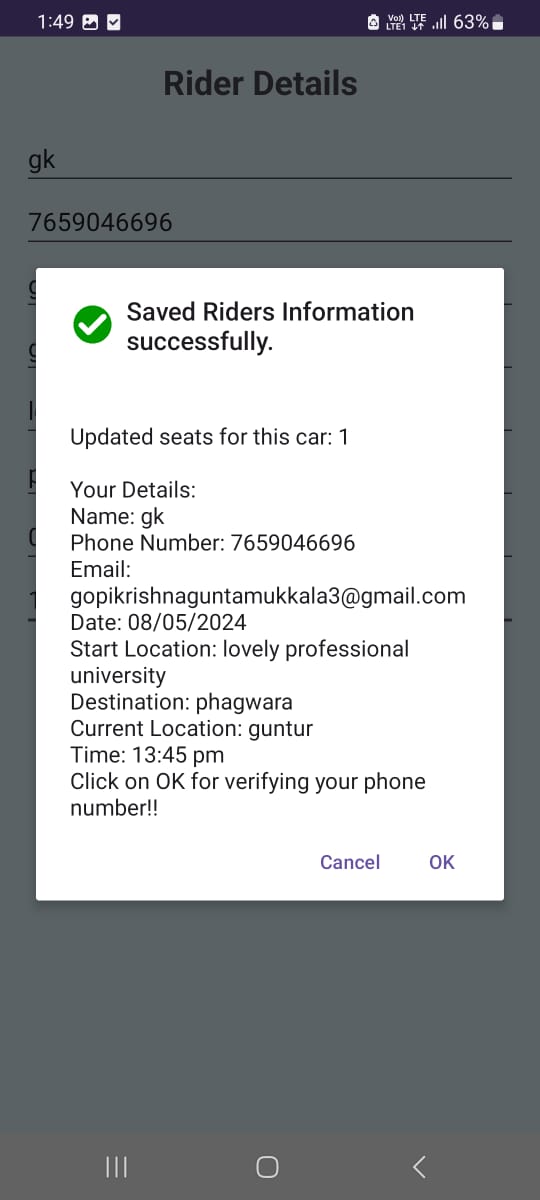 1:49 Vo)) LTE1 LTE 63%
Rider Details
gk
7659046696
Saved Riders Information
successfully.
Updated seats for this car: 1
Your Details:
Name: gk
Phone Number: 7659046696
Email:
gopikrishnaguntamukkala3@gmail.com
Date: 08/05/2024
Start Location: lovely professional
university
Destination: phagwara
Current Location: guntur
Time: 13:45 pm
Click on OK for verifying your phone
number!!
Cancel OK